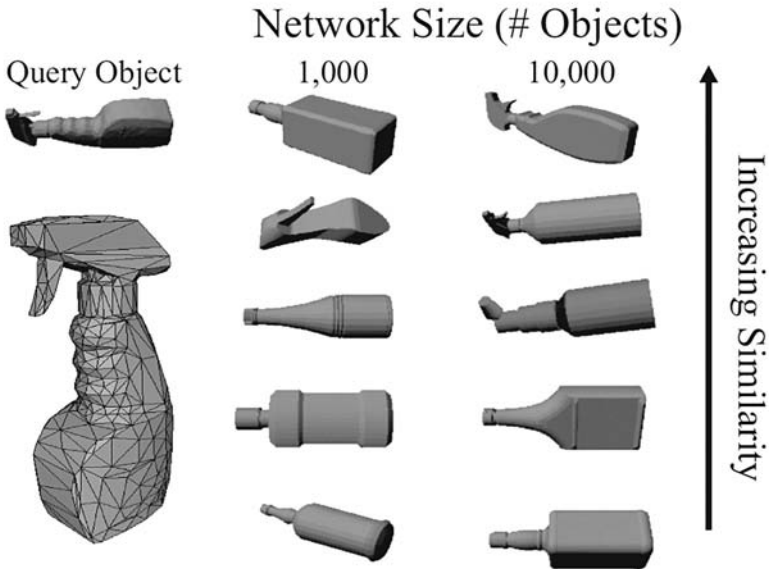 Network Size (# Objects)
Query Object
1,000
10,000
Increasing Similarity